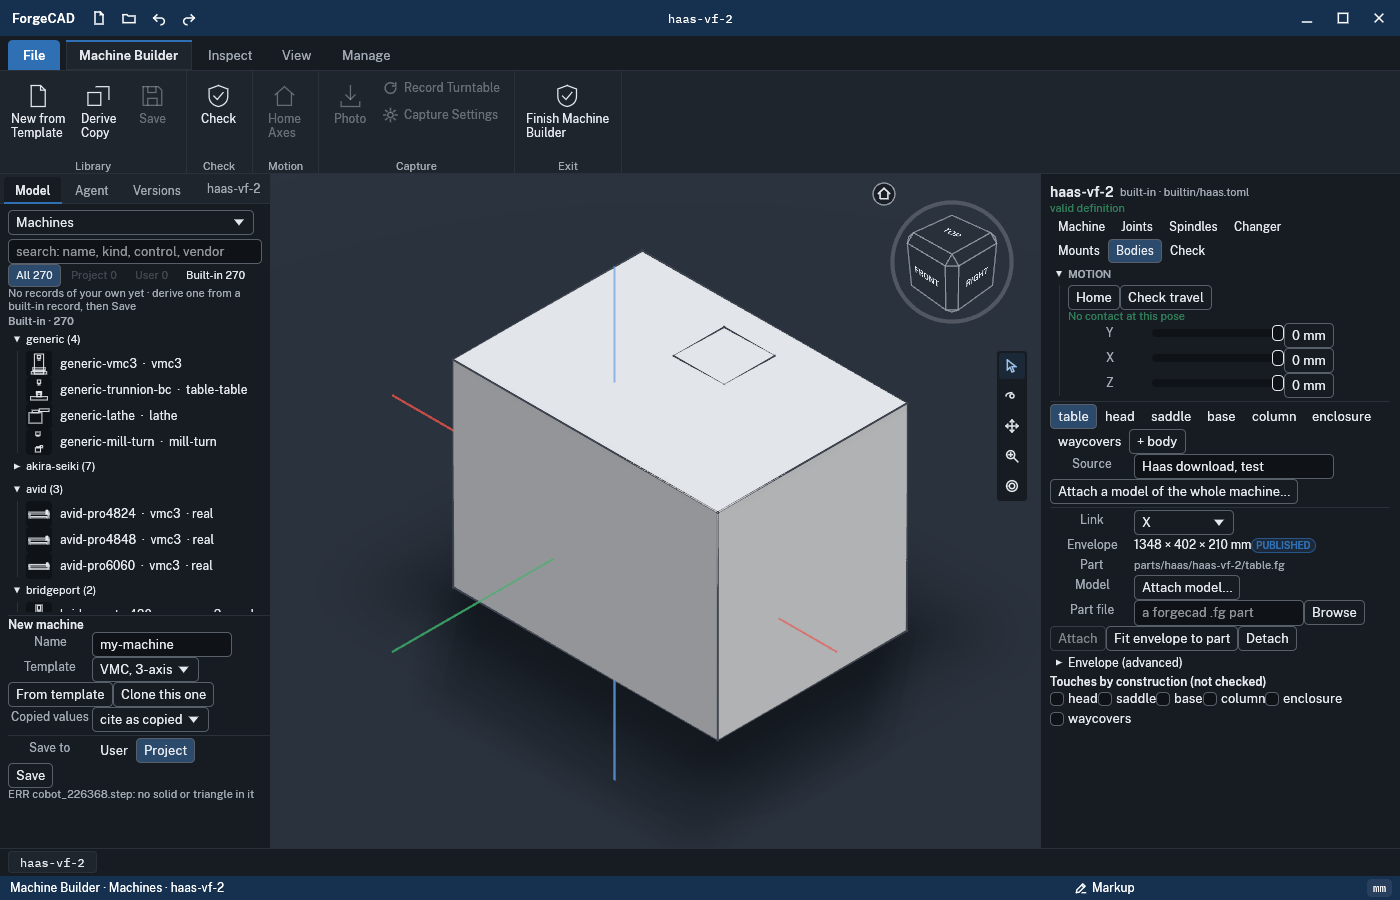 ForgeCAD
haas-vf-2
File
Machine Builder
Inspect
View
Manage
New from Template
Derive Copy
Save
Check
Home Axes
Photo
Record Turntable
Capture Settings
Finish Machine Builder
Library
Check
Motion
Capture
Exit
Model
Agent
Versions
haas-vf-2
Machines
search: name, kind, control, vendor
All 270
Project 0
User 0
Built-in 270
No records of your own yet · derive one from a
built-in record, then Save
Built-in · 270
generic (4)
generic-vmc3 · vmc3
generic-trunnion-bc · table-table
generic-lathe · lathe
generic-mill-turn · mill-turn
akira-seiki (7)
avid (3)
avid-pro4824 · vmc3 · real
avid-pro4848 · vmc3 · real
avid-pro6060 · vmc3 · real
bridgeport (2)
New machine
Name
my-machine
Template
VMC, 3-axis
From template
Clone this one
Copied values
cite as copied
Save to
User
Project
Save
ERR cobot_226368.step: no solid or triangle in it
TOP
FRONT
RIGHT
haas-vf-2 built-in · builtin/haas.toml
valid definition
Machine
Joints
Spindles
Changer
Mounts
Bodies
Check
MOTION
Home
Check travel
No contact at this pose
Y
0 mm
X
0 mm
Z
0 mm
table
head
saddle
base
column
enclosure
waycovers
+ body
Source
Haas download, test
Attach a model of the whole machine...
Link
X
Envelope
1348 × 402 × 210 mm
PUBLISHED
Part
parts/haas/haas-vf-2/table.fg
Model
Attach model...
Part file
a forgecad .fg part
Browse
Attach
Fit envelope to part
Detach
Envelope (advanced)
Touches by construction (not checked)
head
saddle
base
column
enclosure
waycovers
haas-vf-2
Machine Builder · Machines · haas-vf-2
Markup
mm